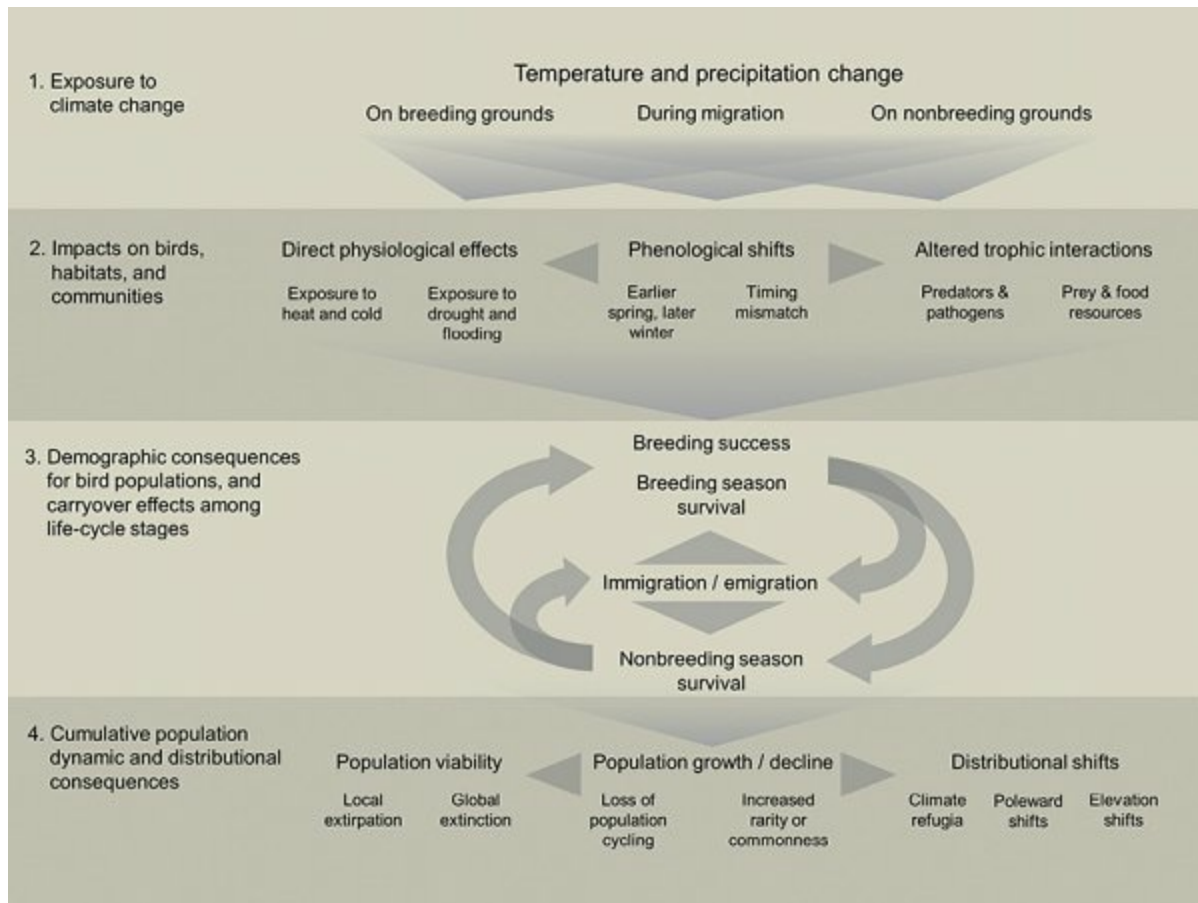 1. Exposure to
climate change
Temperature and precipitation change
On breeding grounds
During migration
On nonbreeding grounds
2. Impacts on birds,
habitats, and
communities
Direct physiological effects
Exposure to
heat and cold
Exposure to
drought and
flooding
Phenological shifts
Earlier
spring, later
winter
Timing
mismatch
Altered trophic interactions
Predators &
pathogens
Prey & food
resources
3. Demographic consequences
for bird populations, and
carryover effects among
life-cycle stages
Breeding success
Breeding season
survival
Immigration / emigration
Nonbreeding season
survival
4. Cumulative population
dynamic and distributional
consequences
Population viability
Local
extirpation
Global
extinction
Population growth / decline
Loss of
population
cycling
Increased
rarity or
commonness
Distributional shifts
Climate
refugia
Poleward
shifts
Elevation
shifts